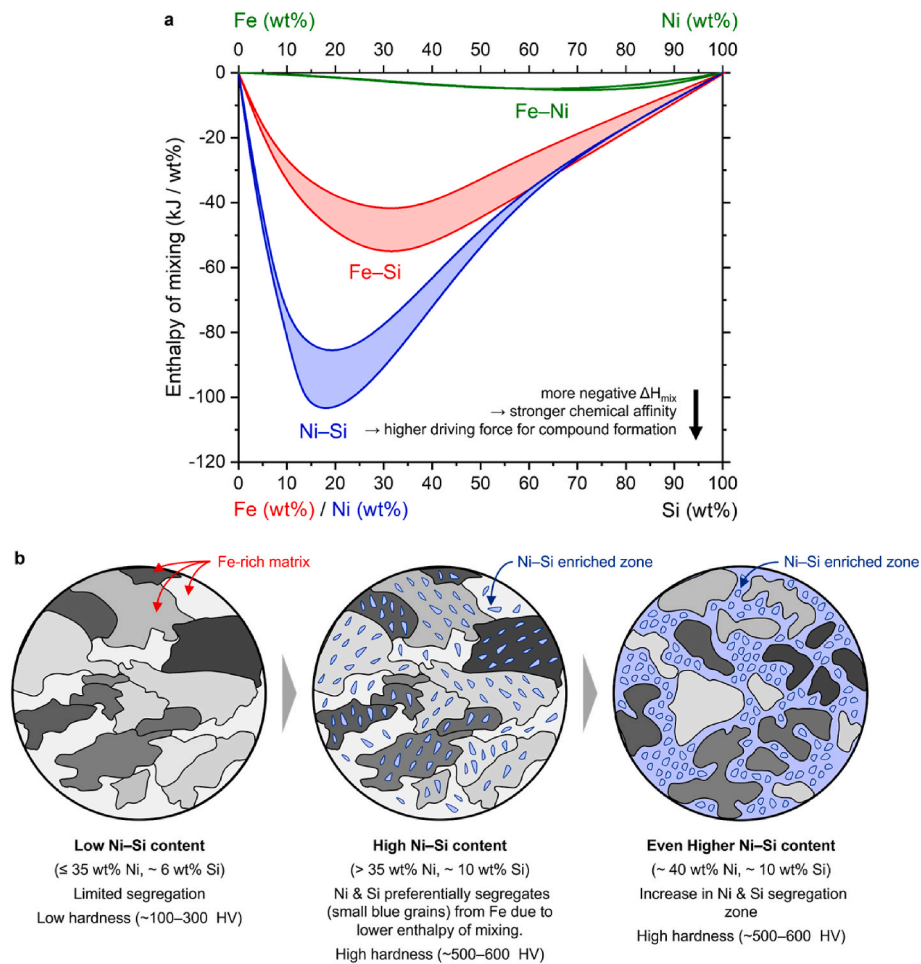 a
Fe (wt%) Ni (wt%)
0 10 20 30 40 50 60 70 80 90 100
0
-20
-40
-60
-80
-100
-120
Enthalpy of mixing (kJ / wt%)
Fe–Ni
Fe–Si
Ni–Si
more negative ΔHmix
→ stronger chemical affinity
→ higher driving force for compound formation
0 10 20 30 40 50 60 70 80 90 100
Fe (wt%) / Ni (wt%) Si (wt%)
b
Fe-rich matrix
Ni–Si enriched zone
Ni–Si enriched zone
Low Ni–Si content
(≤ 35 wt% Ni, ~ 6 wt% Si)
Limited segregation
Low hardness (~100–300 HV)
High Ni–Si content
(> 35 wt% Ni, ~ 10 wt% Si)
Ni & Si preferentially segregates
(small blue grains) from Fe due to
lower enthalpy of mixing.
High hardness (~500–600 HV)
Even Higher Ni–Si content
(~ 40 wt% Ni, ~ 10 wt% Si)
Increase in Ni & Si segregation
zone
High hardness (~500–600 HV)